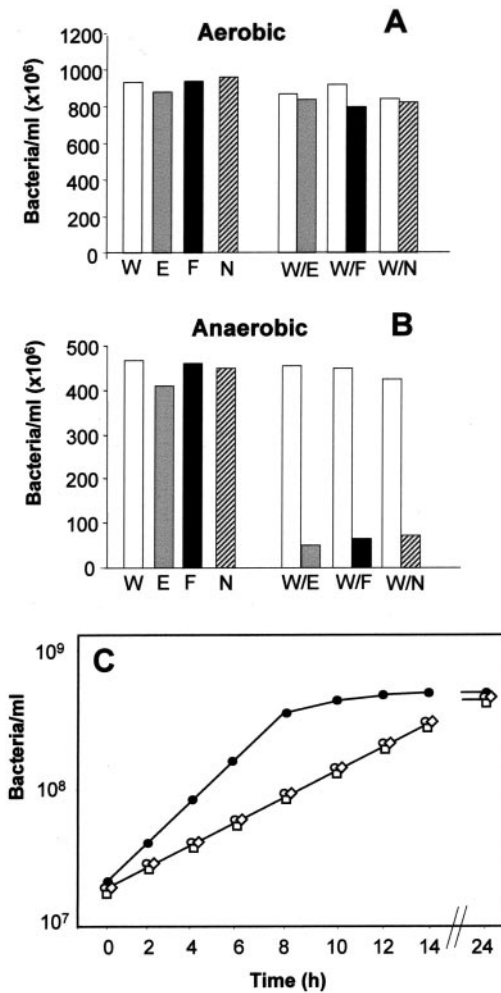 Aerobic
A
Bacteria/ml (x10⁶)
1200
1000
800
600
400
200
0
W E F N W/E W/F W/N
Anaerobic
B
Bacteria/ml (x10⁶)
500
400
300
200
100
0
W E F N W/E W/F W/N
C
Bacteria/ml
10⁹
10⁸
10⁷
0 2 4 6 8 10 12 14 24
Time (h)